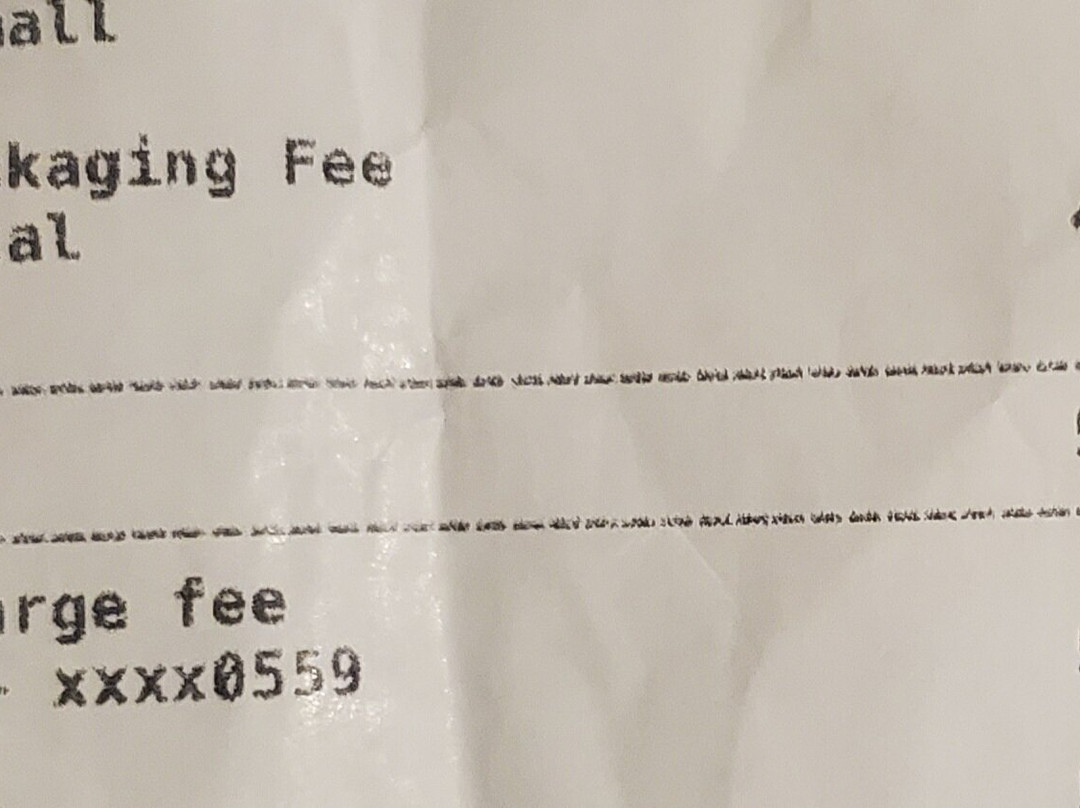 all
kaging Fee
al
rge fee
xxxx0559